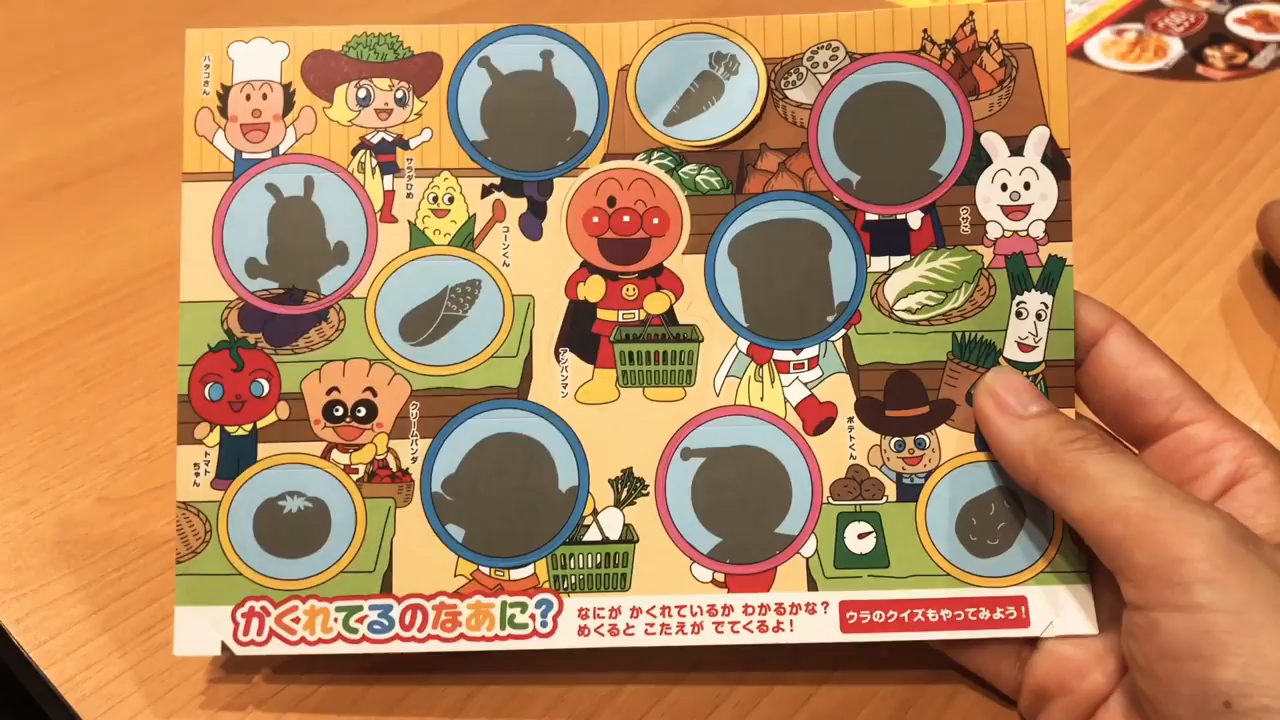 バタコさん
サラダひめ
コーンくん
ウサこ
アンパンマン
トマト
ちゃん
クリームパンダ
ポテトくん
かくれてるのなあに?
なにが かくれているか わかるかな?
めくると こたえが でてくるよ!
ウラのクイズもやってみよう!